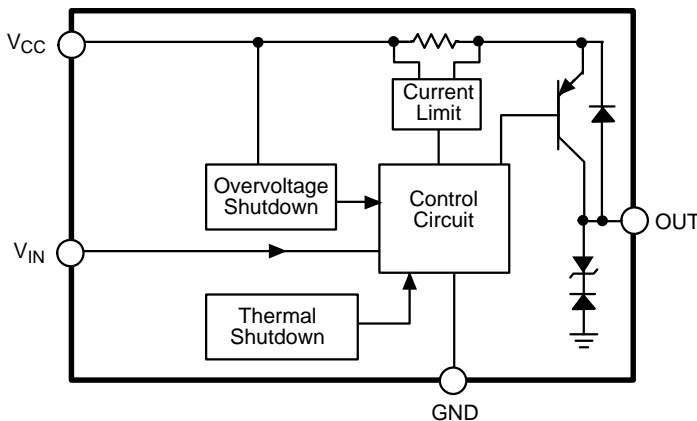 VCC
Current
Limit
Overvoltage
Shutdown
Control
Circuit
OUT
VIN
Thermal
Shutdown
GND